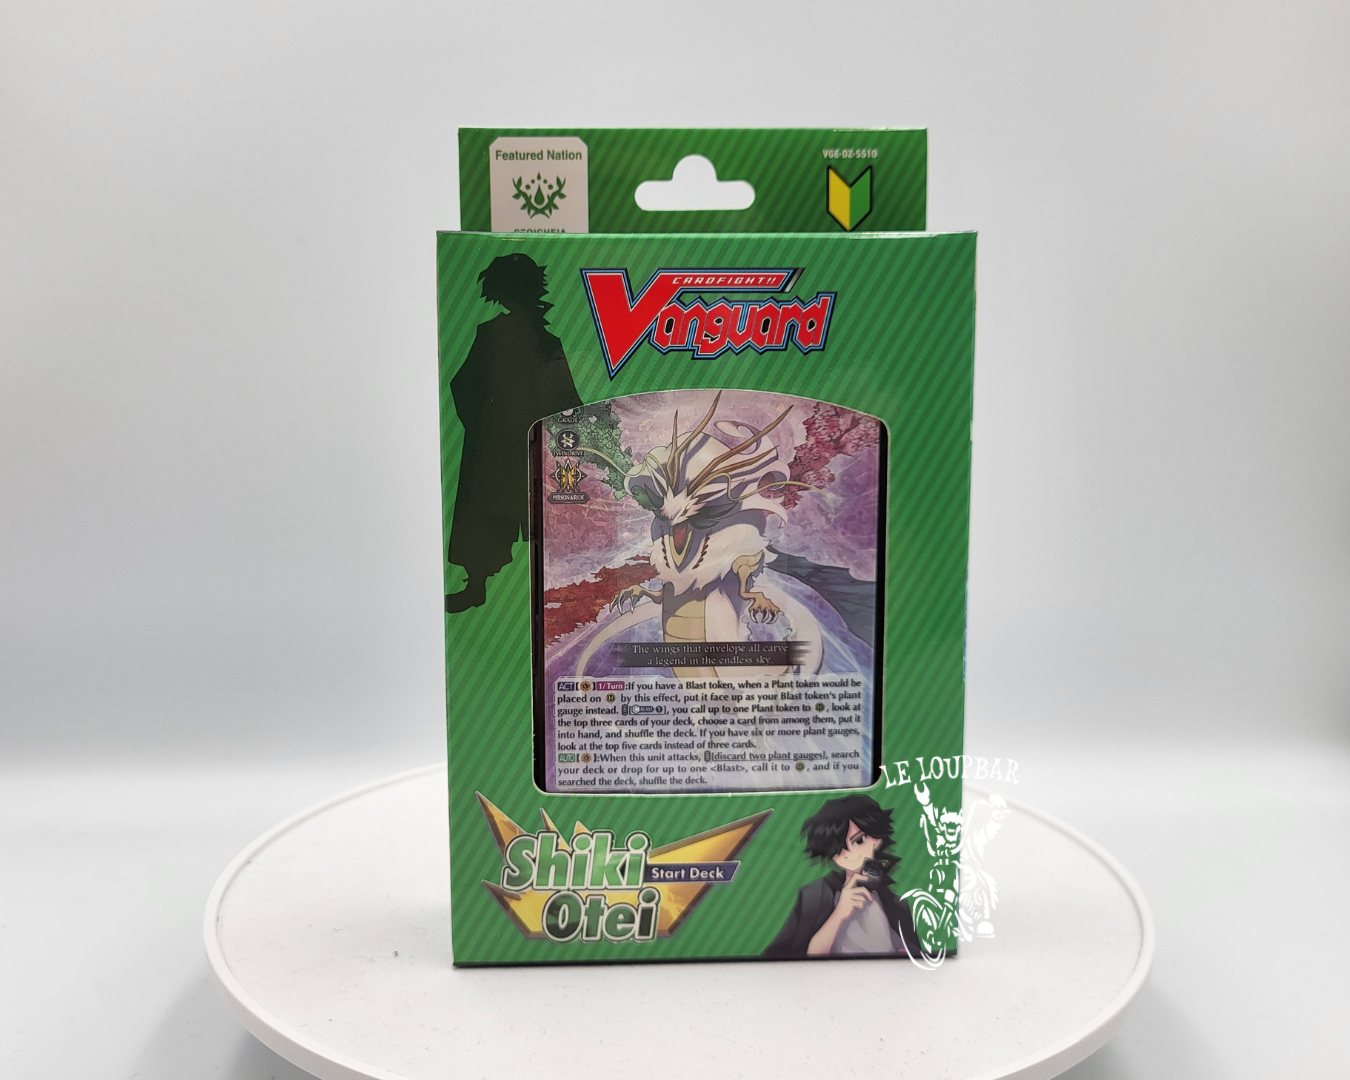 Featured Nation
VGE-DZ-SS10
CARDFIGHT!!
Vanguard
TWIN DRIVE
PERSONA RIDE
The wings that envelope all carve
a legend in the endless sky.
ACT[ ] 1/Turn :If you have a Blast token, when a Plant token would be
placed on by this effect, put it face up as your Blast token's plant
gauge instead. [ 1], you call up to one Plant token to , look at
the top three cards of your deck, choose a card from among them, put it
into hand, and shuffle the deck. If you have six or more plant gauges,
look at the top five cards instead of three cards.
AUTO[ ]:When this unit attacks, [discard two plant gauges], search
your deck or drop for up to one <Blast>, call it to , and if you
searched the deck, shuffle the deck.
LE LOUPBAR
Shiki
Start Deck
Otei